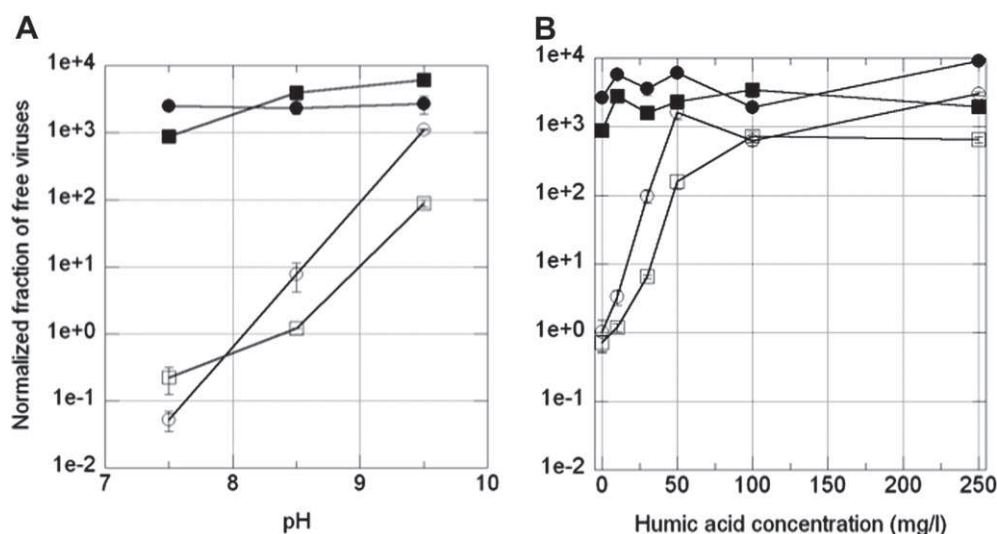 A
Normalized fraction of free viruses
1e+4
1e+3
1e+2
1e+1
1e+0
1e-1
1e-2
7 8 9 10
pH
B
1e+4
1e+3
1e+2
1e+1
1e+0
1e-1
1e-2
0 50 100 150 200 250
Humic acid concentration (mg/l)